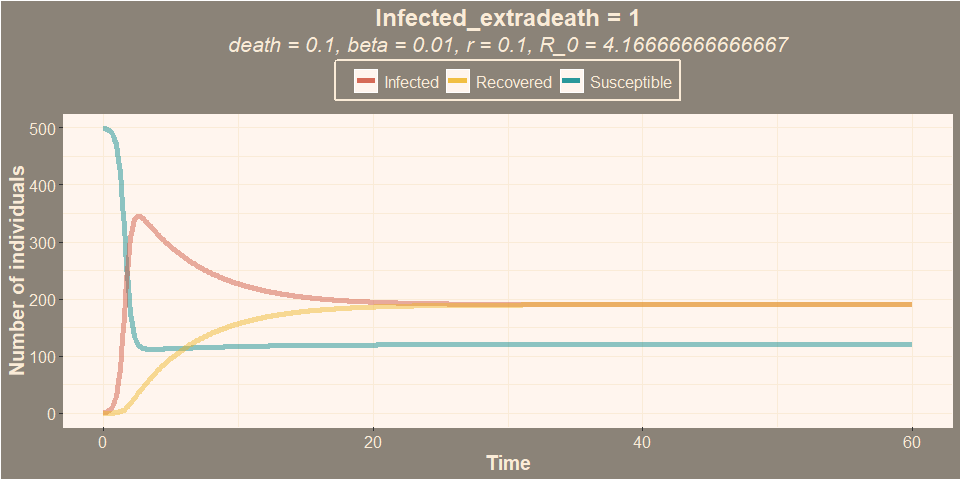 Infected_extradeath = 1
death = 0.1, beta = 0.01, r = 0.1, R_0 = 4.16666666666667
Infected Recovered Susceptible
Number of individuals
500
400
300
200
100
0
0 20 40 60
Time